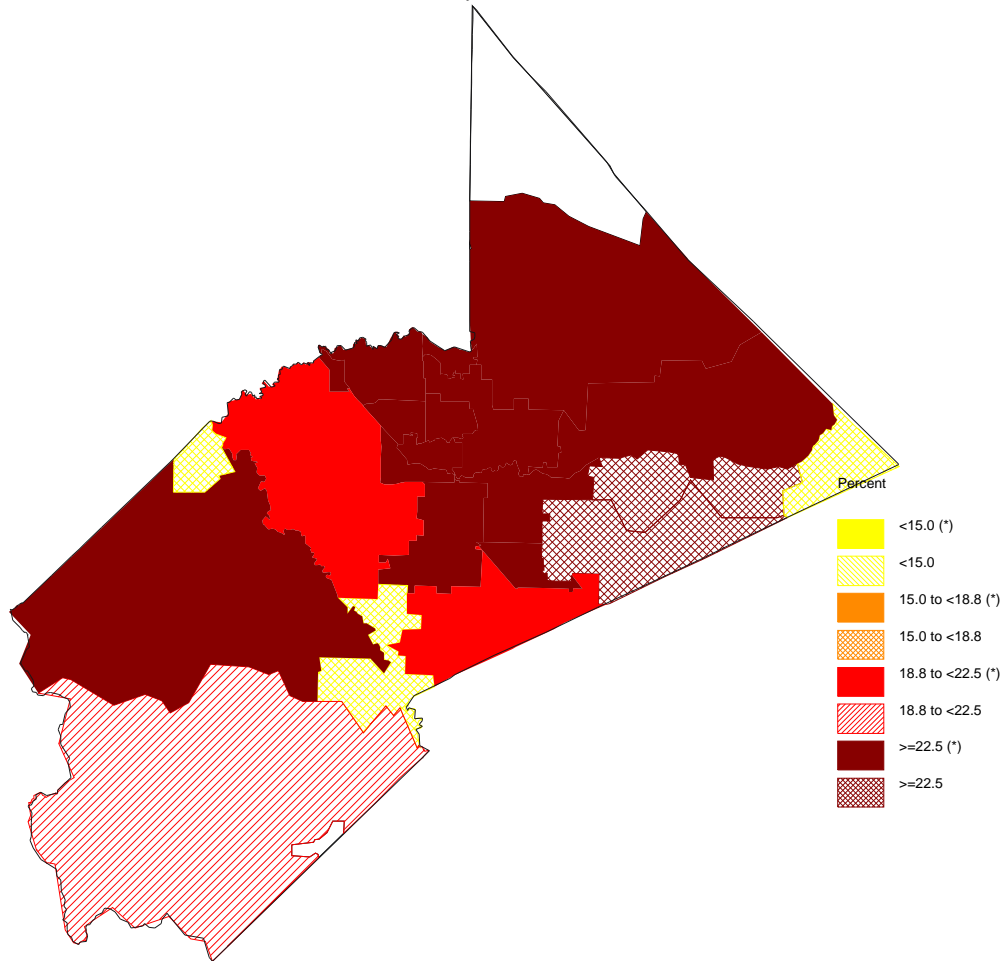 Percent
<15.0 (*)
<15.0
15.0 to <18.8 (*)
15.0 to <18.8
18.8 to <22.5 (*)
18.8 to <22.5
>=22.5 (*)
>=22.5